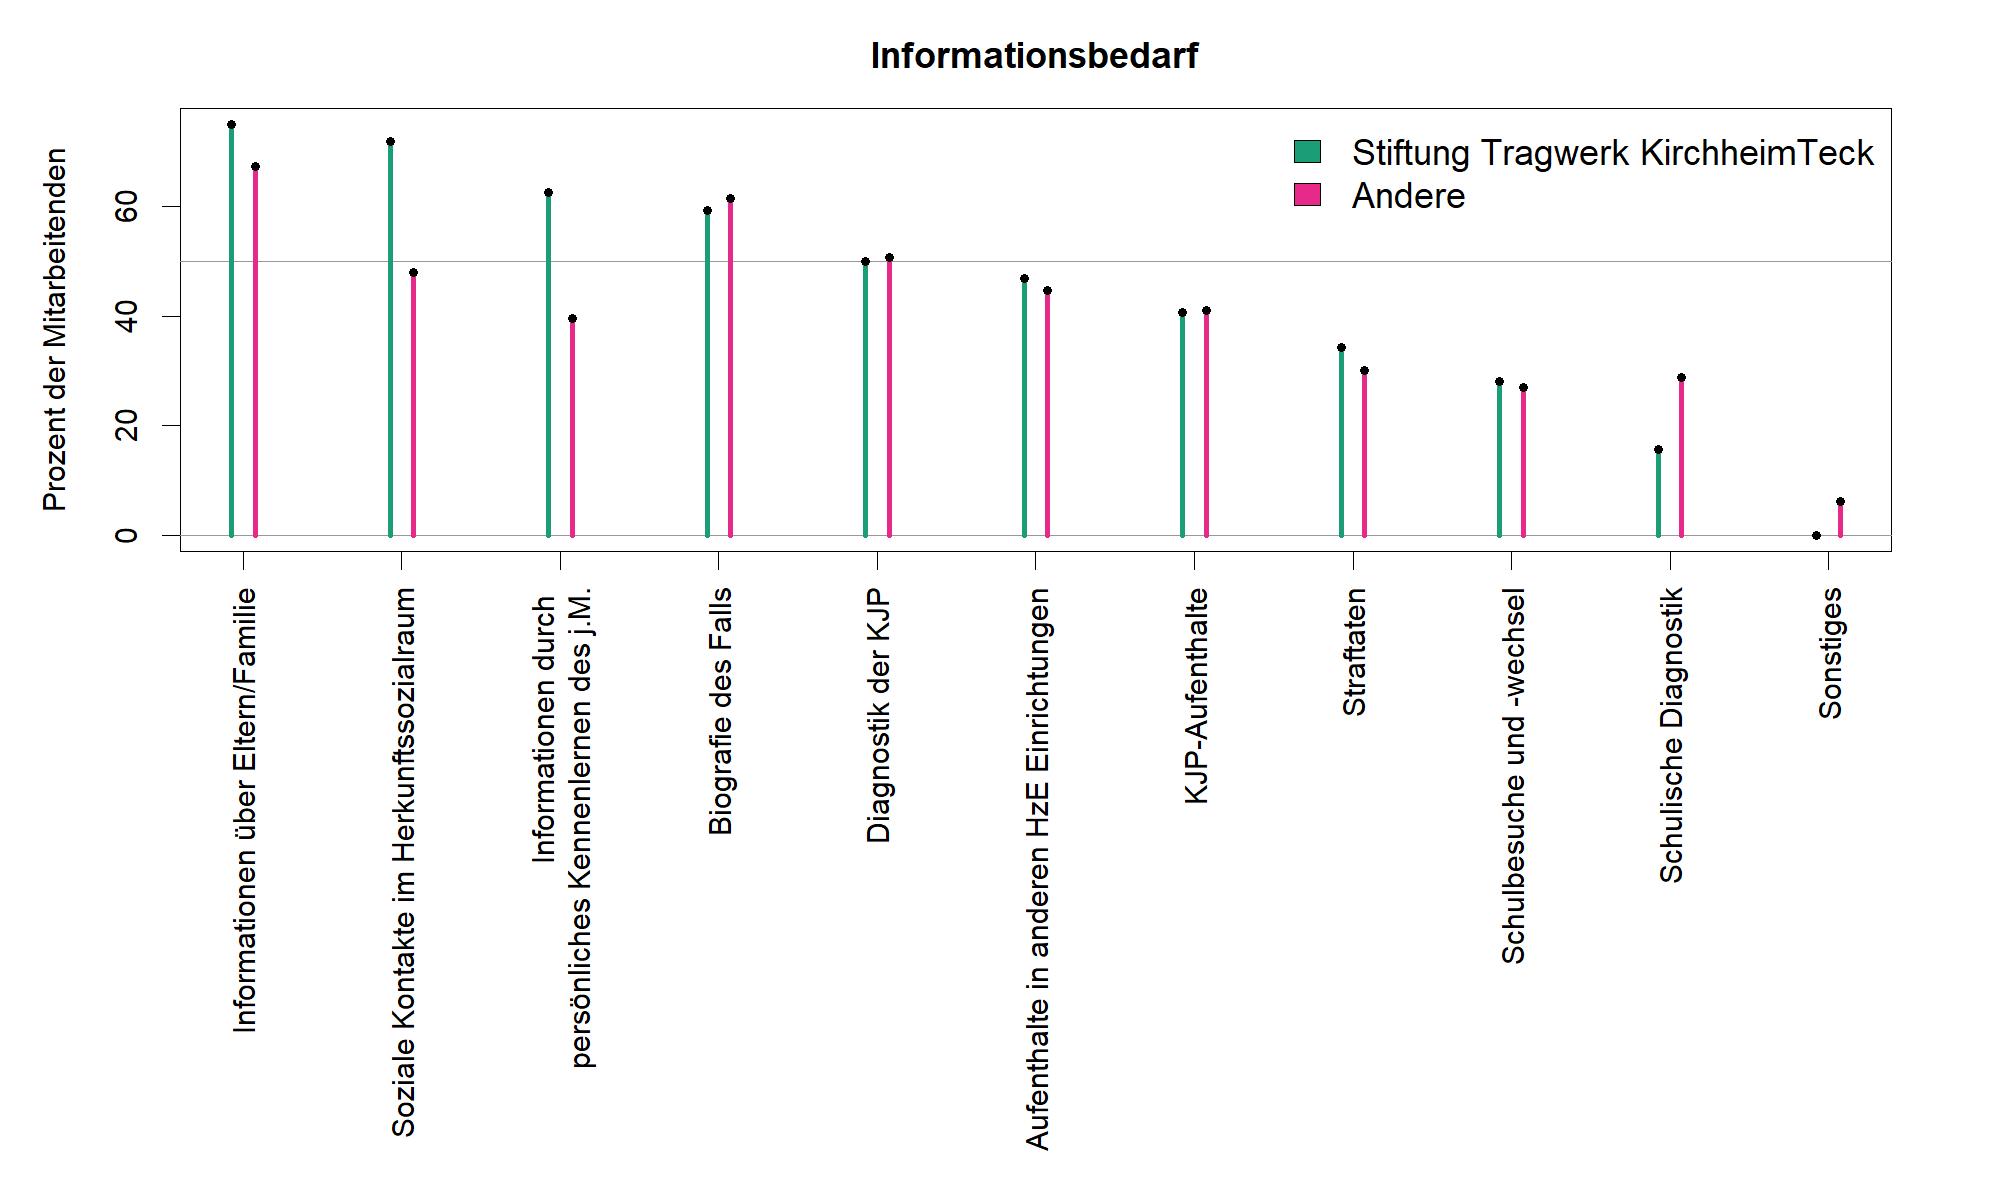 Informationsbedarf
Prozent der Mitarbeitenden
60
40
20
0
Stiftung Tragwerk KirchheimTeck
Andere
Informationen über Eltern/Familie
Soziale Kontakte im Herkunftssozialraum
Informationen durch
persönliches Kennenlernen des j.M.
Biografie des Falls
Diagnostik der KJP
Aufenthalte in anderen HzE Einrichtungen
KJP-Aufenthalte
Straftaten
Schulbesuche und -wechsel
Schulische Diagnostik
Sonstiges